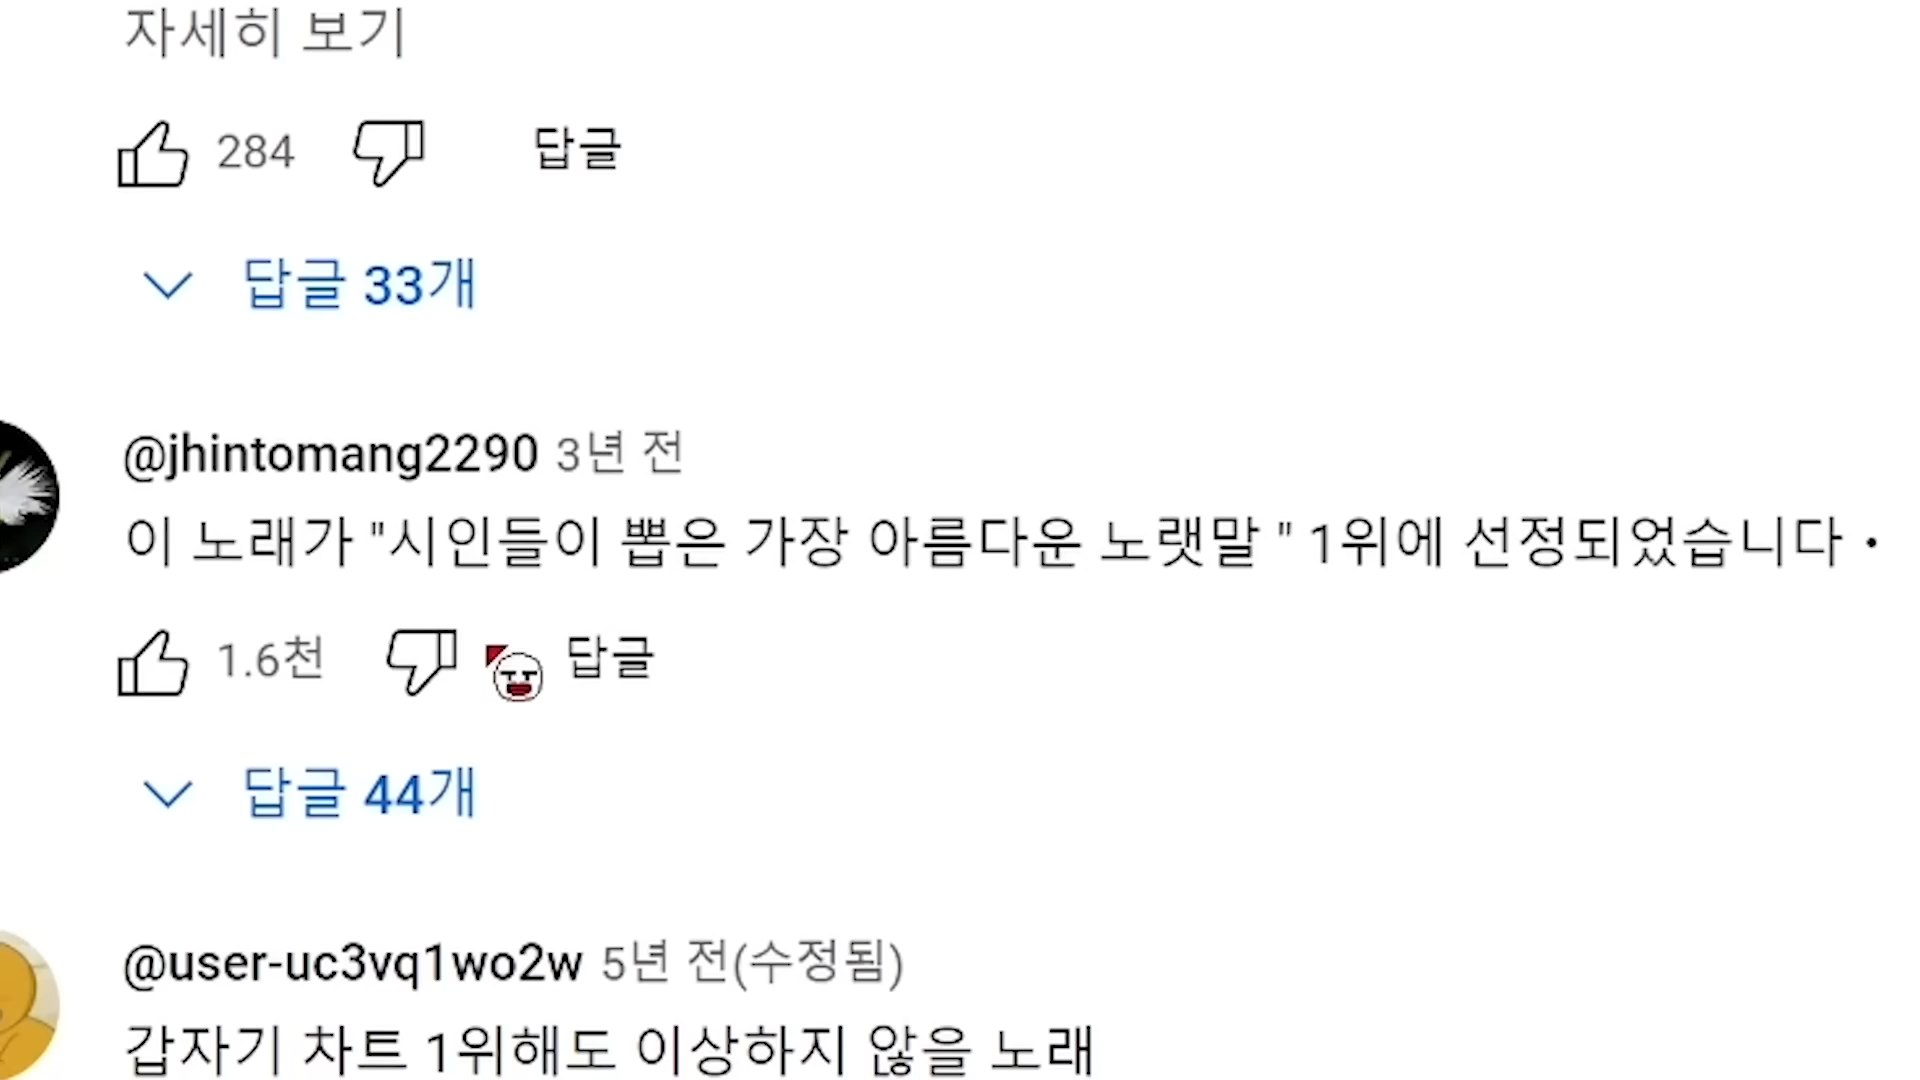 자세히 보기
284 답글
답글 33개
@jhintomang2290 3년 전
이 노래가 "시인들이 뽑은 가장 아름다운 노랫말 " 1위에 선정되었습니다 •
1.6천 답글
답글 44개
@user-uc3vq1wo2w 5년 전(수정됨)
갑자기 차트 1위해도 이상하지 않을 노래